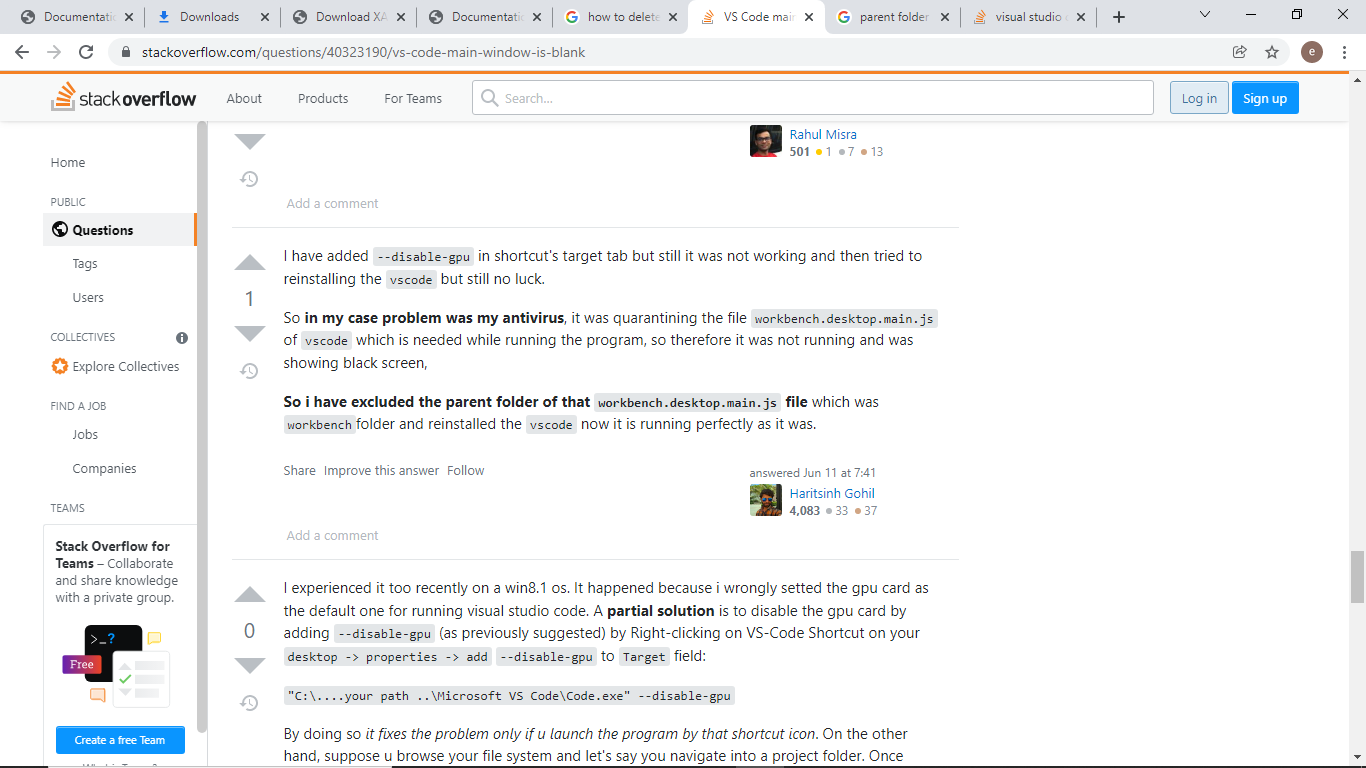 Documentatio
Downloads
Download XA
Documentatio
how to delete
VS Code main
parent folder
visual studio c
stackoverflow.com/questions/40323190/vs-code-main-window-is-blank
e
stackoverflow
About
Products
For Teams
Search...
Log in
Sign up
Home
PUBLIC
Questions
Tags
Users
COLLECTIVES
Explore Collectives
FIND A JOB
Jobs
Companies
TEAMS
Stack Overflow for
Teams – Collaborate
and share knowledge
with a private group.
>_?
Free
Create a free Team
Rahul Misra
501 1 7 13
Add a comment
I have added --disable-gpu in shortcut's target tab but still it was not working and then tried to
reinstalling the vscode but still no luck.
1
So in my case problem was my antivirus, it was quarantining the file workbench.desktop.main.js
of vscode which is needed while running the program, so therefore it was not running and was
showing black screen,
So i have excluded the parent folder of that workbench.desktop.main.js file which was
workbench folder and reinstalled the vscode now it is running perfectly as it was.
Share Improve this answer Follow
answered Jun 11 at 7:41
Haritsinh Gohil
4,083 33 37
Add a comment
I experienced it too recently on a win8.1 os. It happened because i wrongly setted the gpu card as
the default one for running visual studio code. A partial solution is to disable the gpu card by
0
adding --disable-gpu (as previously suggested) by Right-clicking on VS-Code Shortcut on your
desktop -> properties -> add --disable-gpu to Target field:
"C:\....your path ..\Microsoft VS Code\Code.exe" --disable-gpu
By doing so it fixes the problem only if u launch the program by that shortcut icon. On the other
hand, suppose u browse your file system and let's say you navigate into a project folder. Once